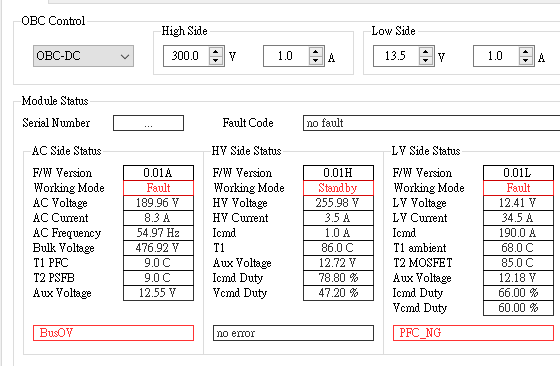 OBC Control
High Side
Low Side
OBC-DC
300.0 V 1.0 A
13.5 V 1.0 A
Module Status
Serial Number ... Fault Code no fault
AC Side Status
F/W Version 0.01A
Working Mode Fault
AC Voltage 189.96 V
AC Current 8.3 A
AC Frequency 54.97 Hz
Bulk Voltage 476.92 V
T1 PFC 9.0 C
T2 PSFB 9.0 C
Aux Voltage 12.55 V
BusOV
HV Side Status
F/W Version 0.01H
Working Mode Standby
HV Voltage 255.98 V
HV Current 3.5 A
Icmd 1.0 A
T1 86.0 C
Aux Voltage 12.72 V
Icmd Duty 78.80 %
Vcmd Duty 47.20 %
no error
LV Side Status
F/W Version 0.01L
Working Mode Fault
LV Voltage 12.41 V
LV Current 34.5 A
Icmd 190.0 A
T1 ambient 68.0 C
T2 MOSFET 85.0 C
Aux Voltage 12.18 V
Icmd Duty 66.00 %
Vcmd Duty 60.00 %
PFC_NG